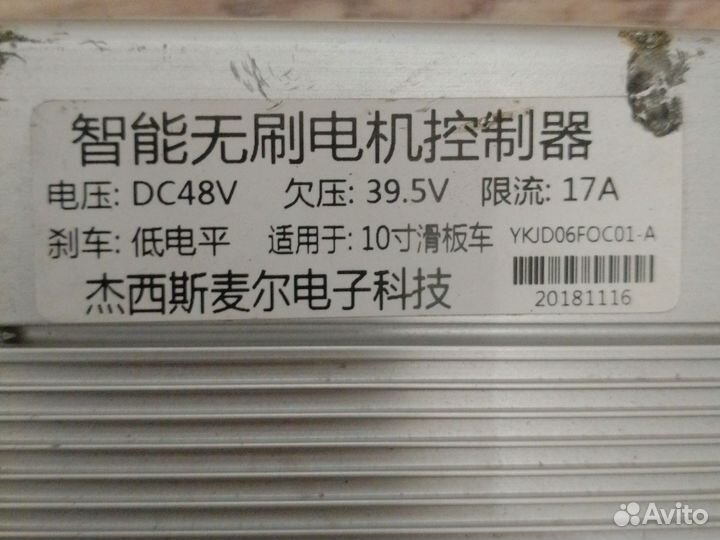 智能无刷电机控制器
电压: DC48V 欠压: 39.5V 限流: 17A
刹车: 低电平 适用于: 10寸滑板车 YKJD06FOC01-A
杰西斯麦尔电子科技
20181116
Avito